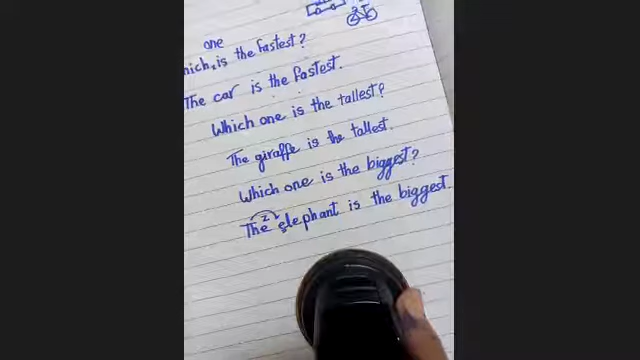 one
which is the fastest?
The car is the fastest.
Which one is the tallest?
The giraffe is the tallest.
Which one is the biggest?
The elephant is the biggest.